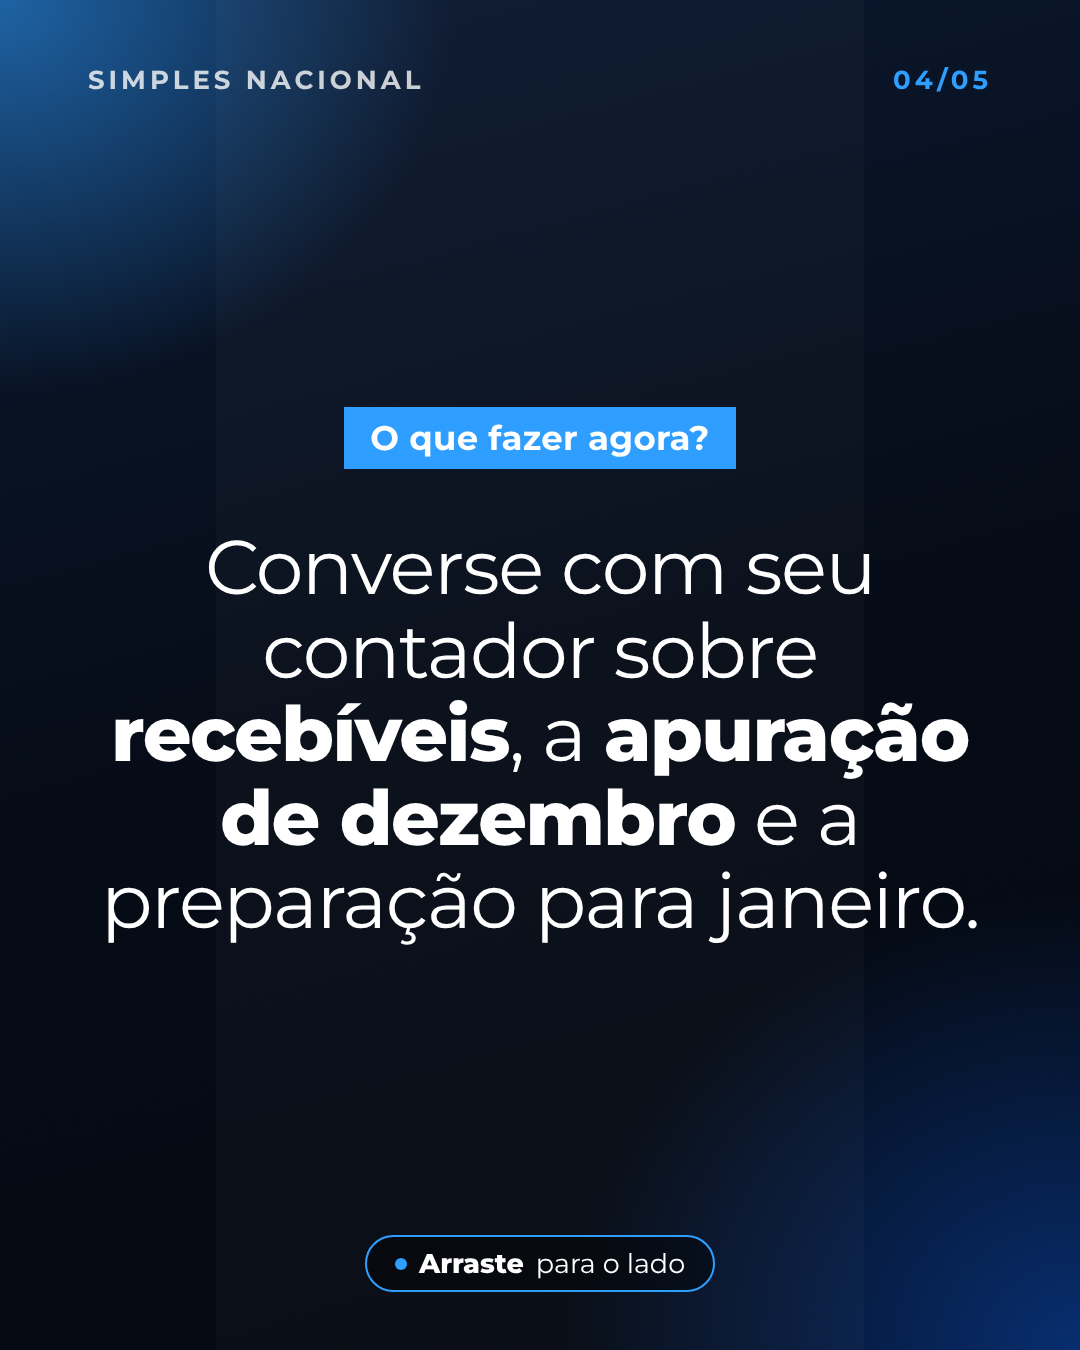 SIMPLES NACIONAL
04/05
O que fazer agora?
Converse com seu
contador sobre
recebíveis, a apuração
de dezembro e a
preparação para janeiro.
Arraste para o lado